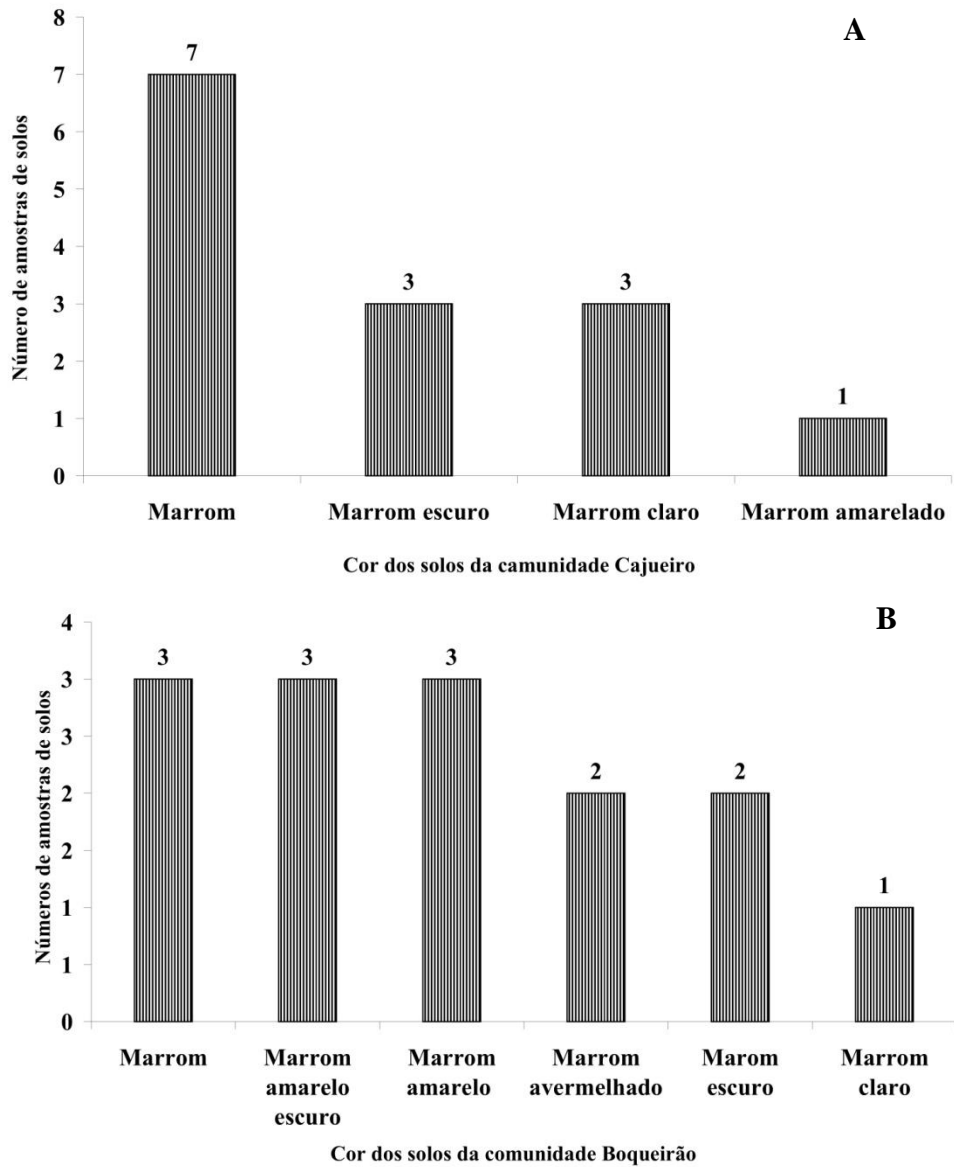 A
Número de amostras de solos
8
7
6
5
4
3
2
1
0
7
3
3
1
Marrom
Marrom escuro
Marrom claro
Marrom amarelado
Cor dos solos da camunidade Cajueiro
B
Números de amostras de solos
4
3
3
2
2
1
1
0
3
3
3
2
2
1
Marrom
Marrom
amarelo
escuro
Marrom
amarelo
Marrom
avermelhado
Marom
escuro
Marrom
claro
Cor dos solos da comunidade Boqueirão